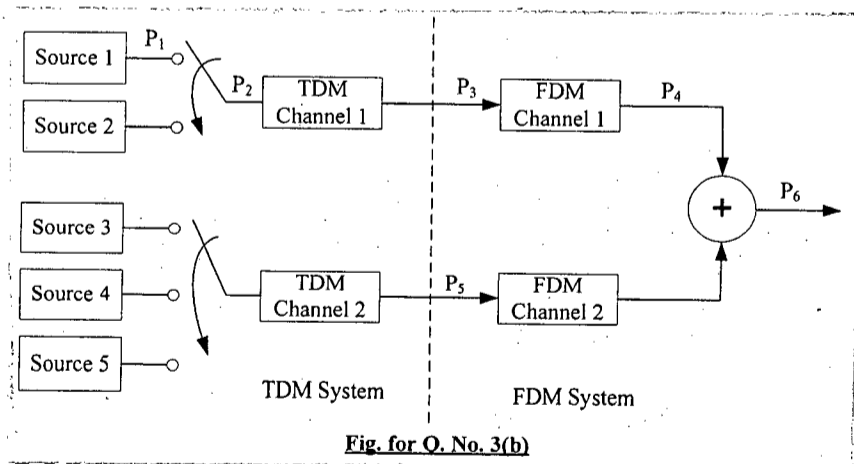 Source 1
P₁
P₂
TDM
Channel 1
P₃
FDM
Channel 1
P₄
Source 2
+
P₆
Source 3
Source 4
TDM
Channel 2
P₅
FDM
Channel 2
Source 5
TDM System
FDM System
Fig. for Q. No. 3(b)